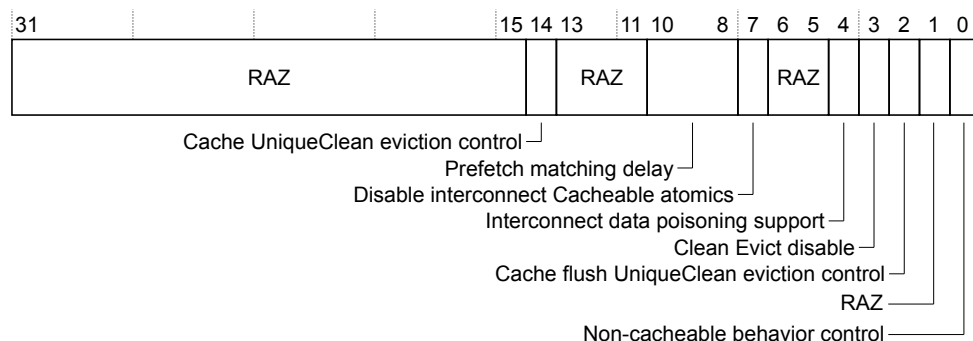 31 15 14 13 11 10 8 7 6 5 4 3 2 1 0
RAZ RAZ RAZ
Cache UniqueClean eviction control
Prefetch matching delay
Disable interconnect Cacheable atomics
Interconnect data poisoning support
Clean Evict disable
Cache flush UniqueClean eviction control
RAZ
Non-cacheable behavior control